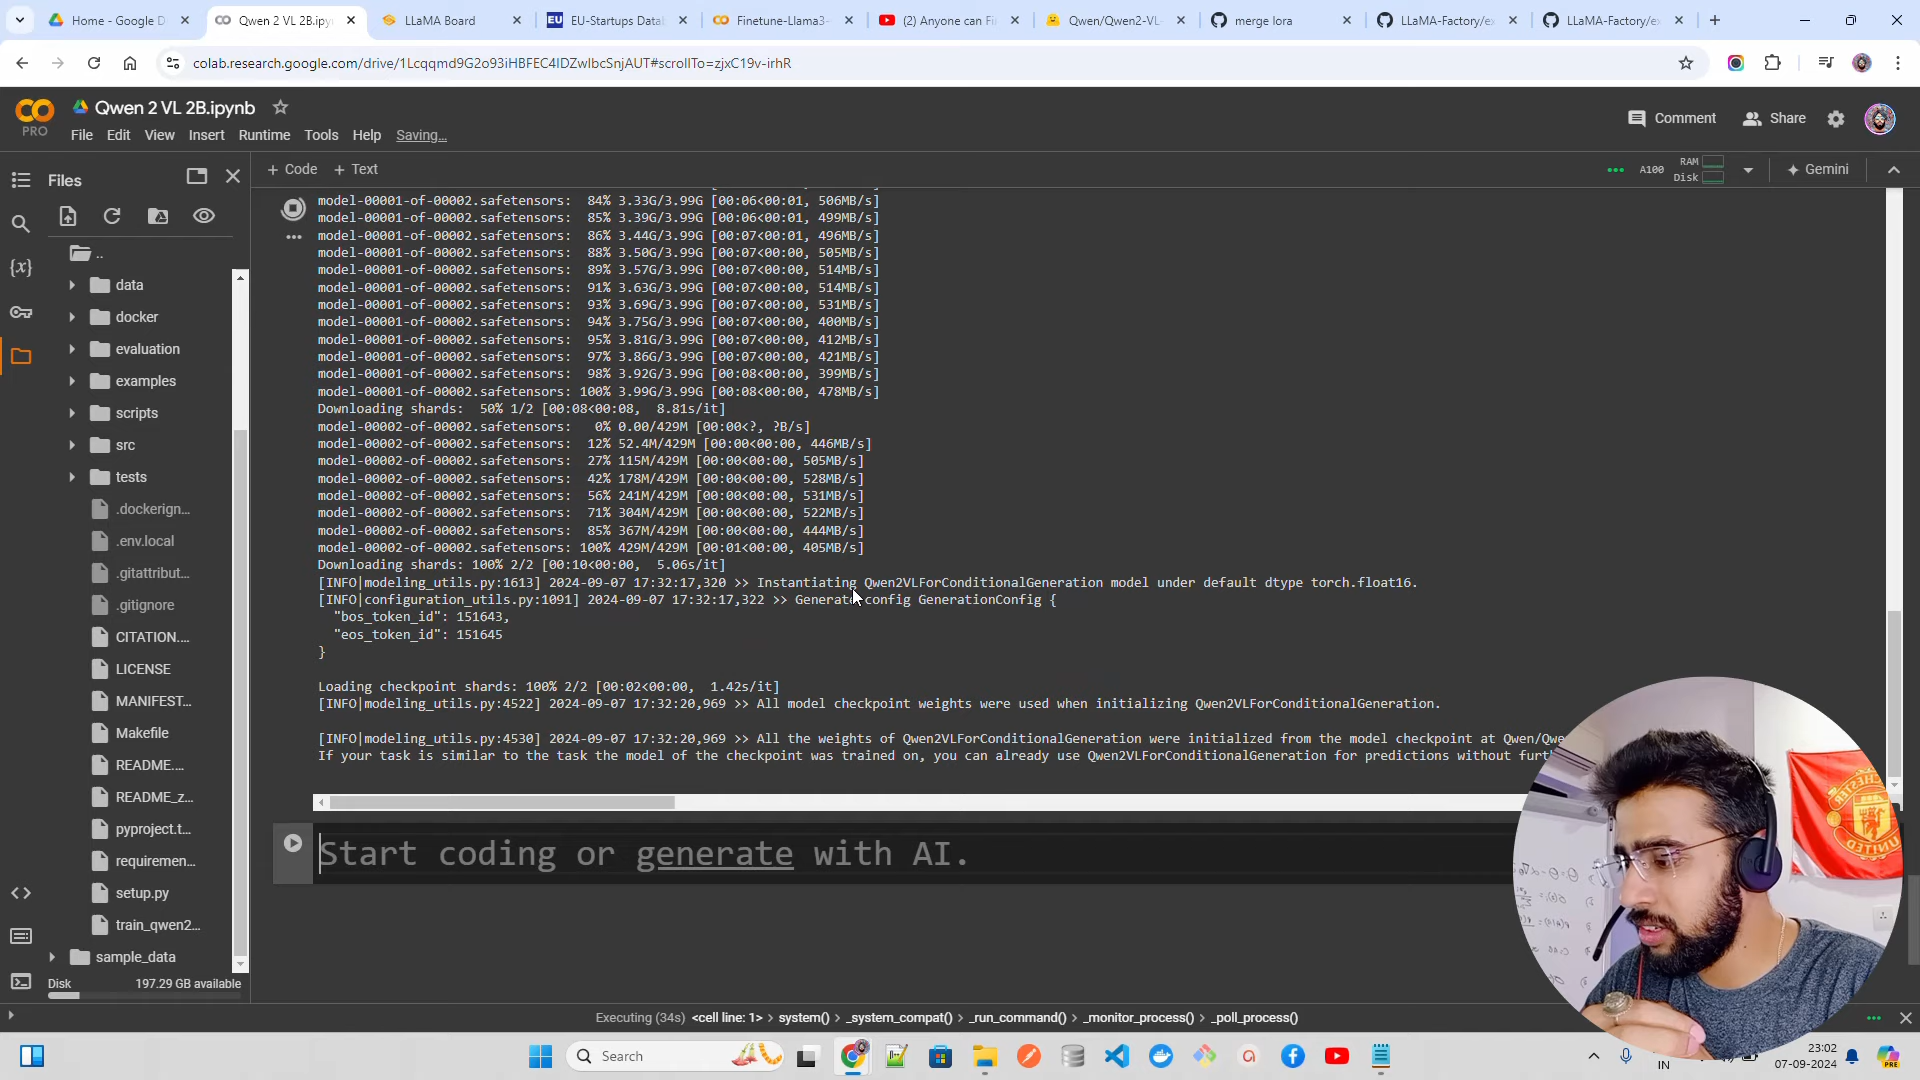 Home - Google D
Qwen 2 VL 2B.ipyn
LLaMA Board
EU-Startups Data
Finetune-Llama3-
(2) Anyone can Fi
Qwen/Qwen2-VL-
merge lora
LLaMA-Factory/e
LLaMA-Factory/e
colab.research.google.com/drive/1Lcqqmd9G2o93iHBFEC4IDZwIbcSnjAUT#scrollTo=zjxC19v-irhR
Qwen 2 VL 2B.ipynb
PRO
File Edit View Insert Runtime Tools Help Saving...
Comment
Share
Files
+ Code + Text
A100
RAM
Disk
Gemini
..
data
docker
evaluation
examples
scripts
src
tests
.dockerign...
.env.local
.gitattribut...
.gitignore
CITATION....
LICENSE
MANIFEST...
Makefile
README....
README_z...
pyproject.t...
requiremen...
setup.py
train_qwen2...
sample_data
Disk 197.29 GB available
model-00001-of-00002.safetensors: 84% 3.33G/3.99G [00:06<00:01, 506MB/s]
model-00001-of-00002.safetensors: 85% 3.39G/3.99G [00:06<00:01, 499MB/s]
model-00001-of-00002.safetensors: 86% 3.44G/3.99G [00:07<00:01, 496MB/s]
model-00001-of-00002.safetensors: 88% 3.50G/3.99G [00:07<00:00, 505MB/s]
model-00001-of-00002.safetensors: 89% 3.57G/3.99G [00:07<00:00, 514MB/s]
model-00001-of-00002.safetensors: 91% 3.63G/3.99G [00:07<00:00, 514MB/s]
model-00001-of-00002.safetensors: 93% 3.69G/3.99G [00:07<00:00, 531MB/s]
model-00001-of-00002.safetensors: 94% 3.75G/3.99G [00:07<00:00, 400MB/s]
model-00001-of-00002.safetensors: 95% 3.81G/3.99G [00:07<00:00, 412MB/s]
model-00001-of-00002.safetensors: 97% 3.86G/3.99G [00:07<00:00, 421MB/s]
model-00001-of-00002.safetensors: 98% 3.92G/3.99G [00:08<00:00, 399MB/s]
model-00001-of-00002.safetensors: 100% 3.99G/3.99G [00:08<00:00, 478MB/s]
Downloading shards: 50% 1/2 [00:08<00:08, 8.81s/it]
model-00002-of-00002.safetensors: 0% 0.00/429M [00:00<?, ?B/s]
model-00002-of-00002.safetensors: 12% 52.4M/429M [00:00<00:00, 446MB/s]
model-00002-of-00002.safetensors: 27% 115M/429M [00:00<00:00, 505MB/s]
model-00002-of-00002.safetensors: 42% 178M/429M [00:00<00:00, 528MB/s]
model-00002-of-00002.safetensors: 56% 241M/429M [00:00<00:00, 531MB/s]
model-00002-of-00002.safetensors: 71% 304M/429M [00:00<00:00, 522MB/s]
model-00002-of-00002.safetensors: 85% 367M/429M [00:00<00:00, 444MB/s]
model-00002-of-00002.safetensors: 100% 429M/429M [00:01<00:00, 405MB/s]
Downloading shards: 100% 2/2 [00:10<00:00, 5.06s/it]
[INFO|modeling_utils.py:1613] 2024-09-07 17:32:17,320 >> Instantiating Qwen2VLForConditionalGeneration model under default dtype torch.float16.
[INFO|configuration_utils.py:1091] 2024-09-07 17:32:17,322 >> Generate config GenerationConfig {
"bos_token_id": 151643,
"eos_token_id": 151645
}
Loading checkpoint shards: 100% 2/2 [00:02<00:00, 1.42s/it]
[INFO|modeling_utils.py:4522] 2024-09-07 17:32:20,969 >> All model checkpoint weights were used when initializing Qwen2VLForConditionalGeneration.
[INFO|modeling_utils.py:4530] 2024-09-07 17:32:20,969 >> All the weights of Qwen2VLForConditionalGeneration were initialized from the model checkpoint at Qwen/Qwe
If your task is similar to the task the model of the checkpoint was trained on, you can already use Qwen2VLForConditionalGeneration for predictions without furt
Start coding or generate with AI.
Executing (34s) <cell line: 1> > system() > _system_compat() > _run_command() > _monitor_process() > _poll_process()
Search
IN
23:02
07-09-2024
PRE
UNITED